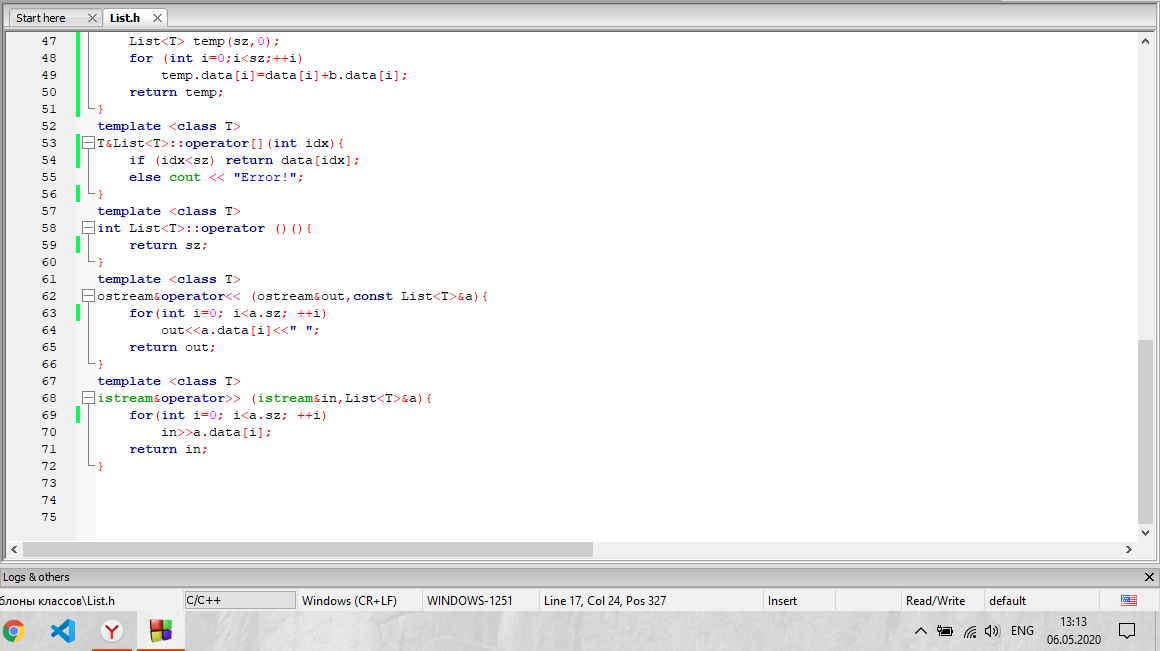 Start here
List.h
47 List<T> temp(sz,0);
48 for (int i=0;i<sz;++i)
49 temp.data[i]=data[i]+b.data[i];
50 return temp;
51 }
52 template <class T>
53 T&List<T>::operator[](int idx){
54 if (idx<sz) return data[idx];
55 else cout << "Error!";
56 }
57 template <class T>
58 int List<T>::operator ()(){
59 return sz;
60 }
61 template <class T>
62 ostream&operator<< (ostream&out,const List<T>&a){
63 for(int i=0; i<a.sz; ++i)
64 out<<a.data[i]<<" ";
65 return out;
66 }
67 template <class T>
68 istream&operator>> (istream&in,List<T>&a){
69 for(int i=0; i<a.sz; ++i)
70 in>>a.data[i];
71 return in;
72 }
73
74
75
Logs & others
блоны классов\List.h C/C++ Windows (CR+LF) WINDOWS-1251 Line 17, Col 24, Pos 327 Insert Read/Write default
ENG
13:13
06.05.2020